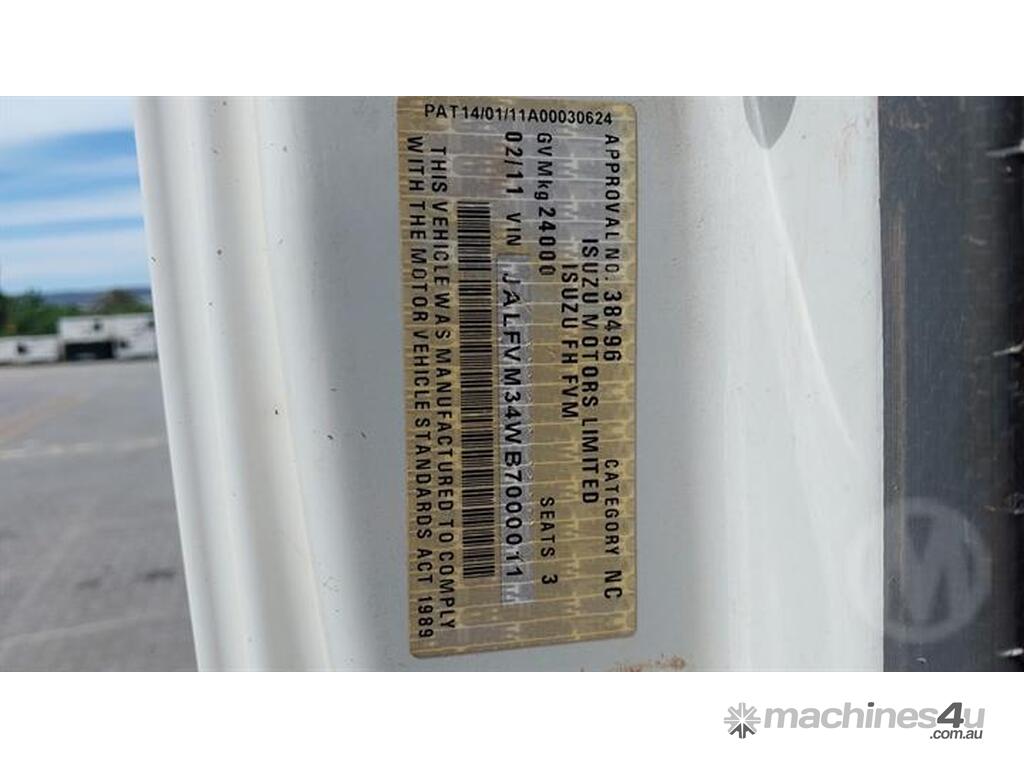 PAT14/01/11A00030624
APPROVAL NO. 38496 CATEGORY NC
ISUZU MOTORS LIMITED
ISUZU FH FVM
GVMkg 24000 SEATS 3
02/11 VIN JALFVM34WB7000011
THIS VEHICLE WAS MANUFACTURED TO COMPLY
WITH THE MOTOR VEHICLE STANDARDS ACT 1989
W
machines4u
.com.au